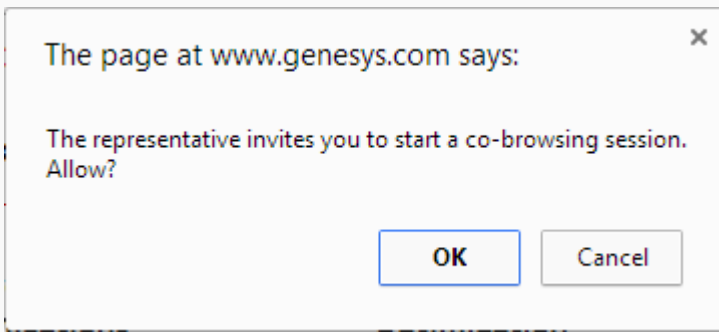 The page at www.genesys.com says:
The representative invites you to start a co-browsing session.
Allow?
OK Cancel